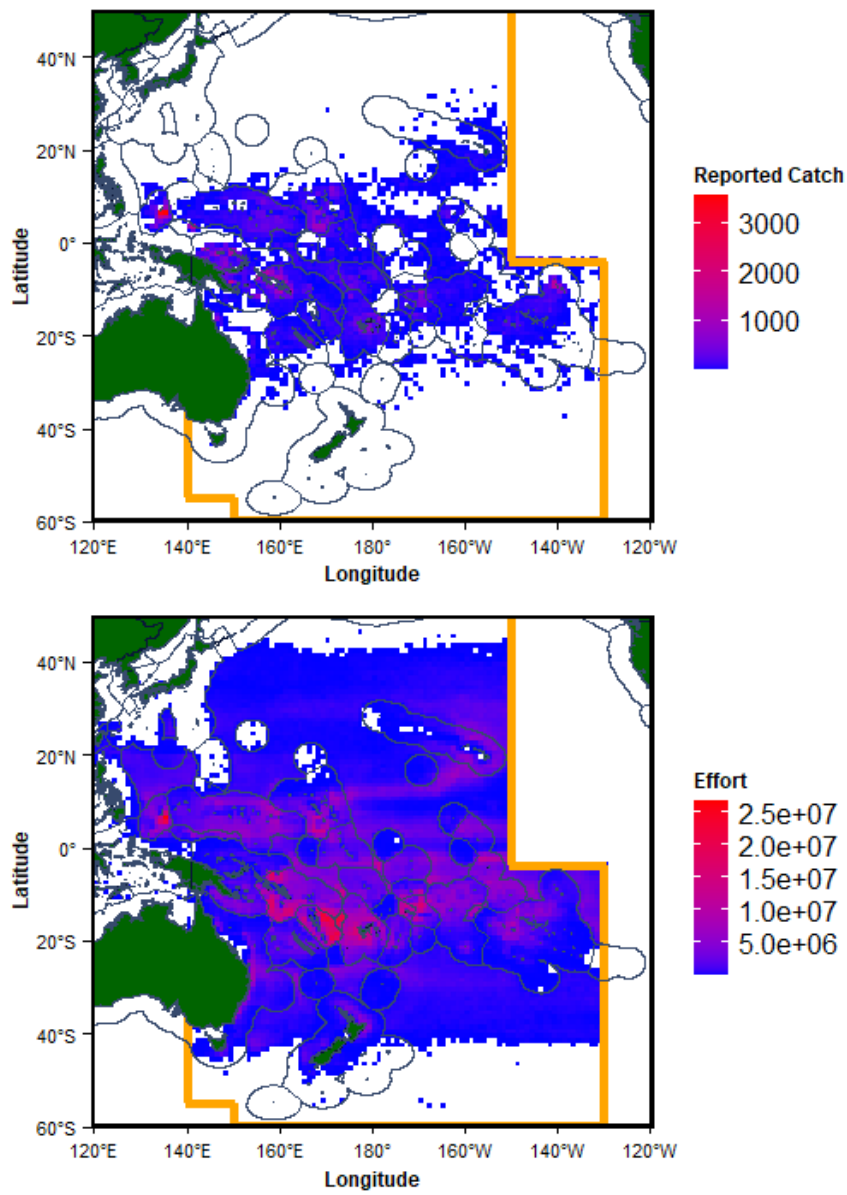 40°N
20°N
0°
20°S
40°S
60°S
Latitude
120°E
140°E
160°E
180°
160°W
140°W
120°W
Longitude
Reported Catch
3000
2000
1000
40°N
20°N
0°
20°S
40°S
60°S
Latitude
120°E
140°E
160°E
180°
160°W
140°W
120°W
Longitude
Effort
2.5e+07
2.0e+07
1.5e+07
1.0e+07
5.0e+06